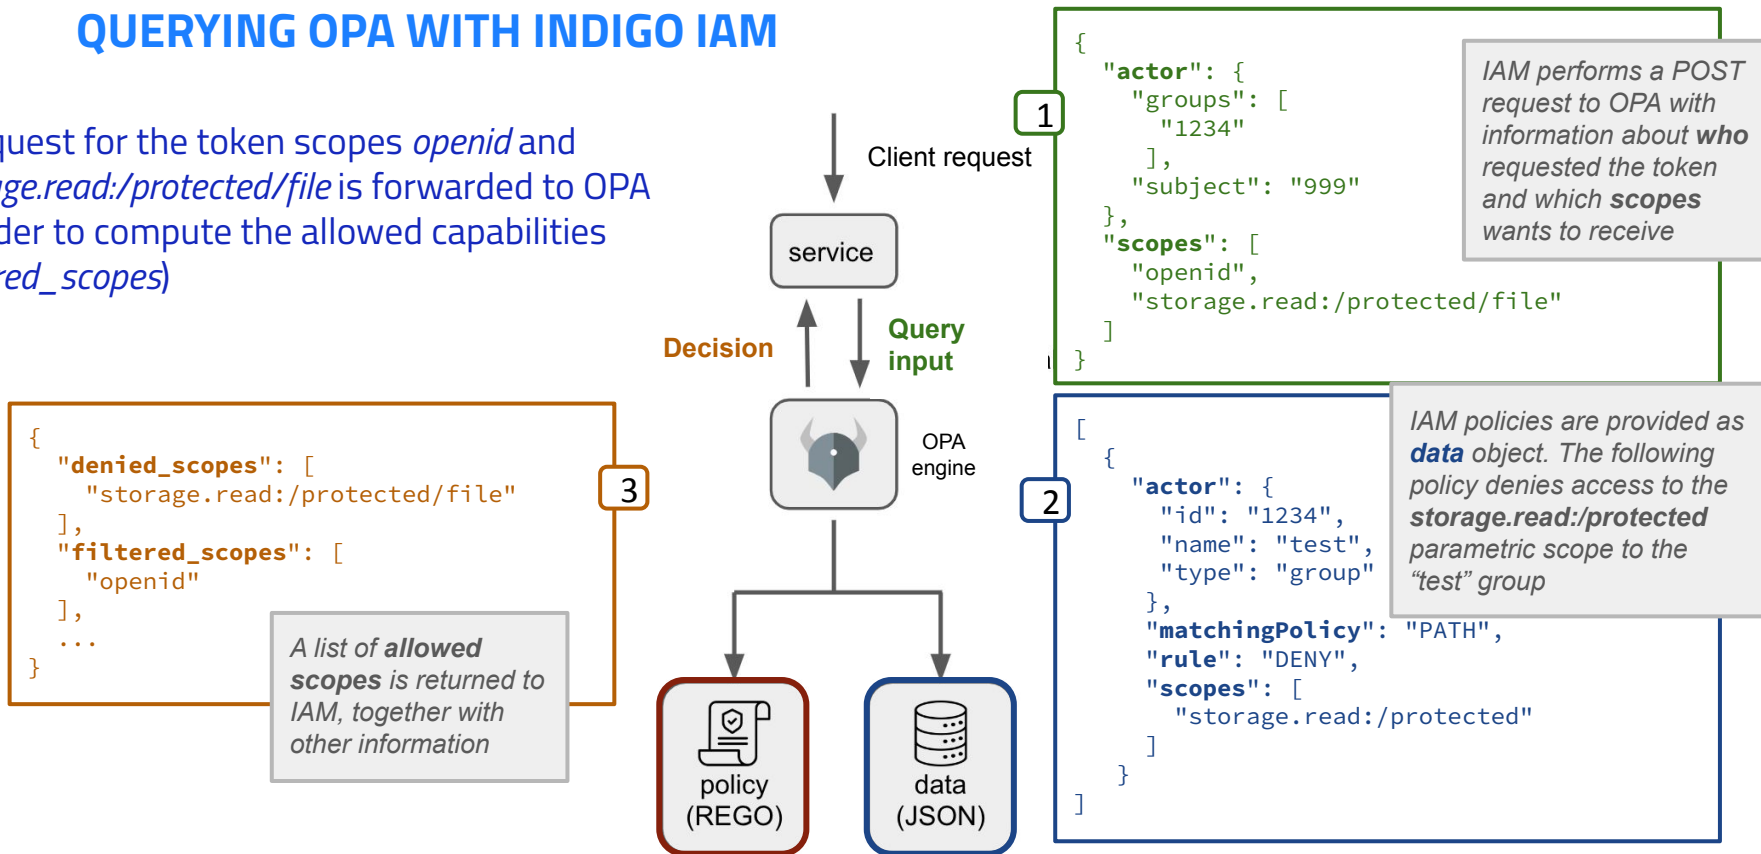 QUERYING OPA WITH INDIGO IAM
quest for the token scopes openid and
age.read:/protected/file is forwarded to OPA
der to compute the allowed capabilities
red_scopes)
Client request
service
Decision
Query
input
OPA
engine
policy
(REGO)
data
(JSON)
1
{
"actor": {
"groups": [
"1234"
],
"subject": "999"
},
"scopes": [
"openid",
"storage.read:/protected/file"
]
}
IAM performs a POST
request to OPA with
information about who
requested the token
and which scopes
wants to receive
2
[
{
"actor": {
"id": "1234",
"name": "test",
"type": "group"
},
"matchingPolicy": "PATH",
"rule": "DENY",
"scopes": [
"storage.read:/protected"
]
}
]
IAM policies are provided as
data object. The following
policy denies access to the
storage.read:/protected
parametric scope to the
“test” group
3
{
"denied_scopes": [
"storage.read:/protected/file"
],
"filtered_scopes": [
"openid"
],
...
}
A list of allowed
scopes is returned to
IAM, together with
other information